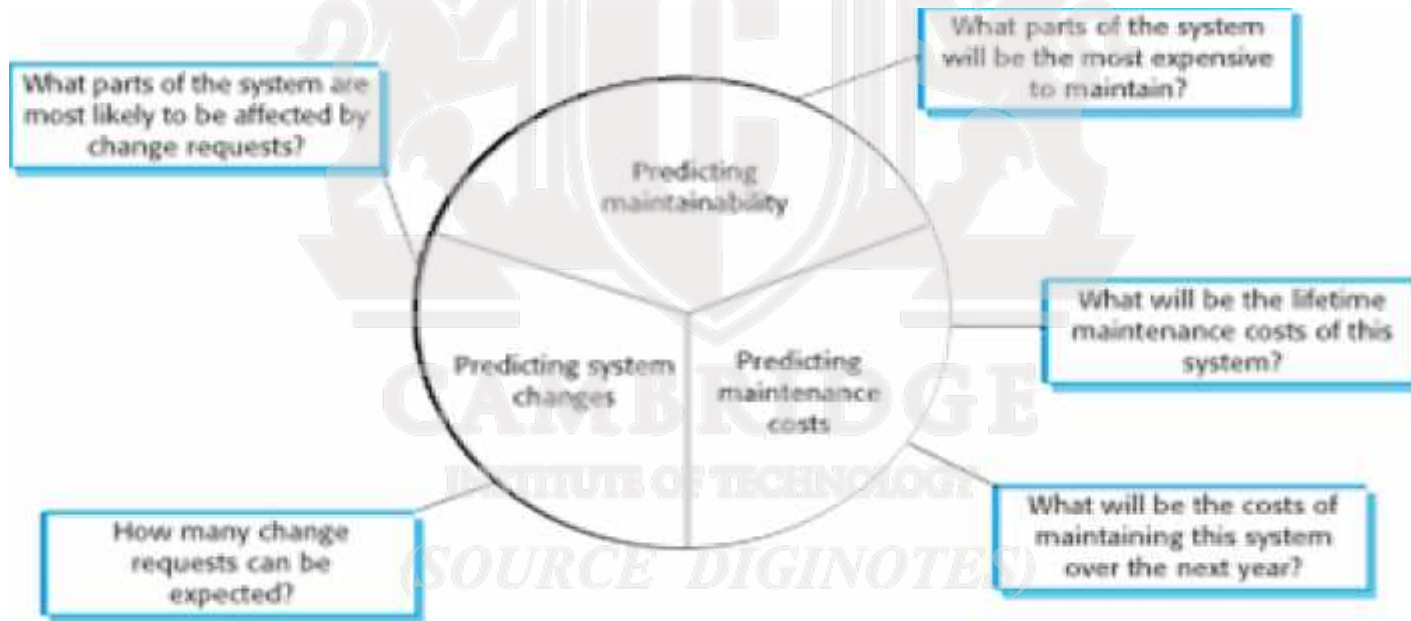 What parts of the system
will be the most expensive
to maintain?
What parts of the system are
most likely to be affected by
change requests?
Predicting
maintainability
What will be the lifetime
maintenance costs of this
system?
Predicting system
changes
Predicting
maintenance
costs
CAMBRIDGE
INSTITUTE OF TECHNOLOGY
What will be the costs of
maintaining this system
over the next year?
How many change
requests can be
expected?
(SOURCE DIGINOTES)